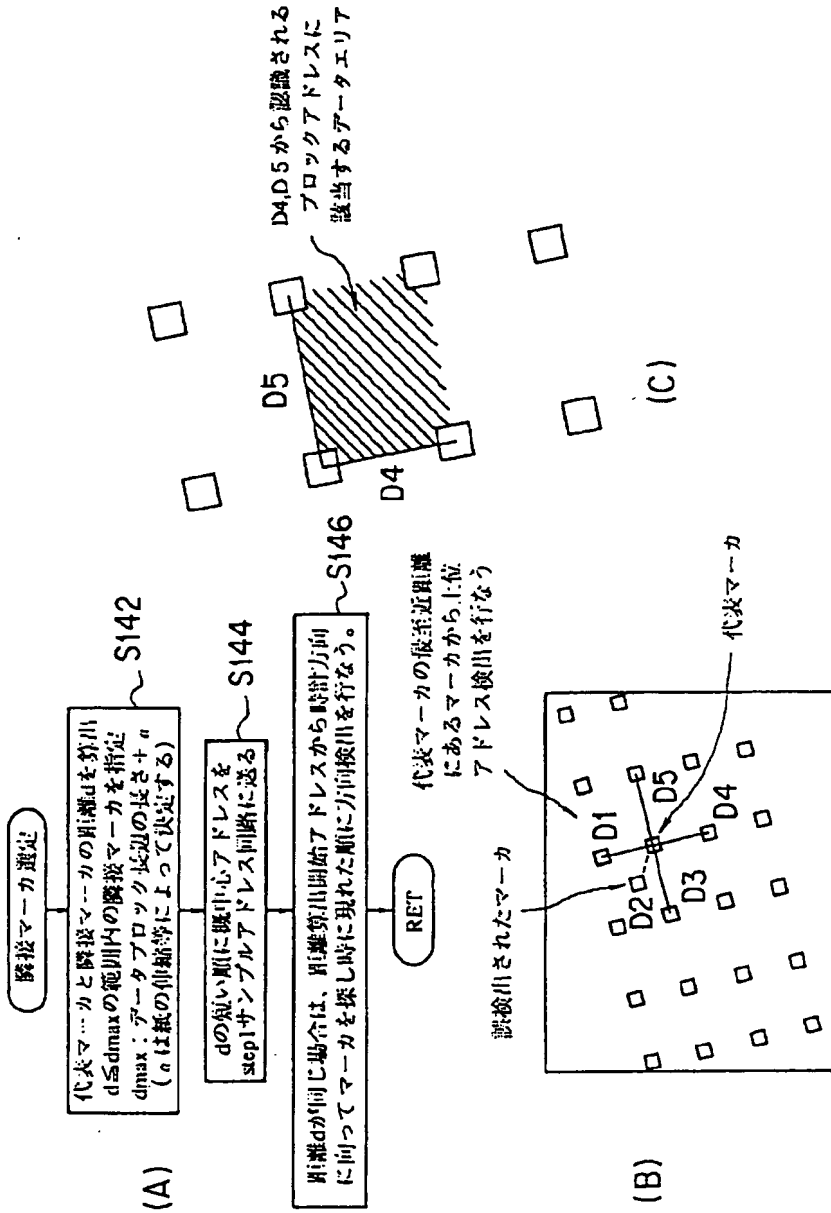 (A)
隣接マーカ選定
代表マーカと隣接マーカの距離dを算出
d≦dmaxの範囲内の隣接マーカを指定
dmax：データブロック長辺の長さ+α
(αは紙の伸縮等によって決定する)
S142
dの短い順に概中心アドレスを
step1サンプルアドレス回路に送る
S144
距離dが同じ場合は、距離算出開始アドレスから時計方向
に向ってマーカを探し時に現れた順に方向検出を行なう。
S146
RET
(B)
誤検出されたマーカ
代表マーカの最至近距離
にあるマーカから上位
アドレス検出を行なう
代表マーカ
D1
D2
D3
D4
D5
(C)
D4
D5
D4,D5から認識される
ブロックアドレスに
該当するデータエリア